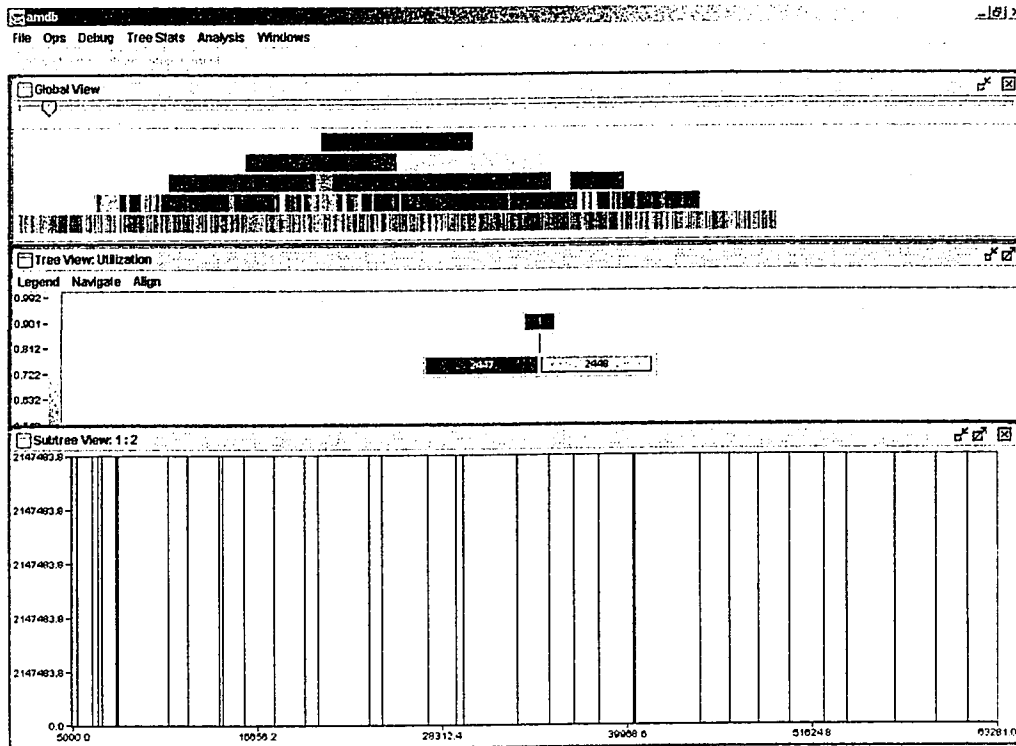 amdb
File Ops Debug Tree Stats Analysis Windows
Global View
Tree View: Utilization
Legend Navigate Align
0.992
0.901
0.812
0.722
0.632
1
2447
2448
Subtree View: 1 : 2
2147483.8
2147483.8
2147483.8
2147483.8
2147483.8
0.0
5000.0 16656.2 28312.4 39968.6 51624.8 63281.0